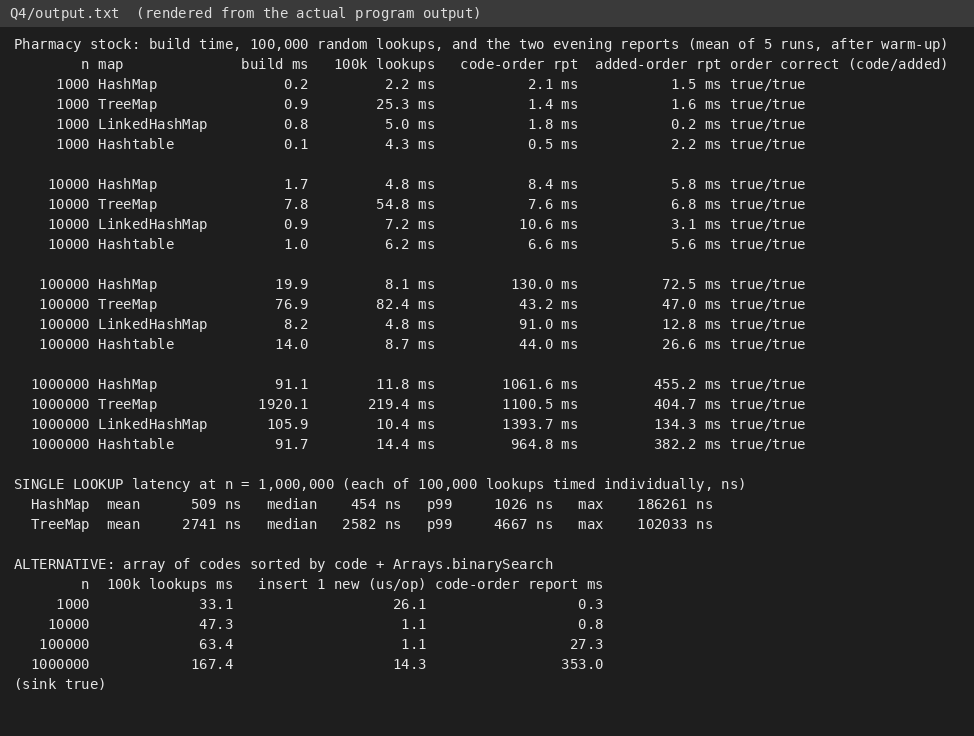 Q4/output.txt  (rendered from the actual program output)
Pharmacy stock: build time, 100,000 random lookups, and the two evening reports (mean of 5 runs, after warm-up)
        n map              build ms   100k lookups   code-order rpt  added-order rpt order correct (code/added)
     1000 HashMap               0.2         2.2 ms           2.1 ms           1.5 ms true/true
     1000 TreeMap               0.9        25.3 ms           1.4 ms           1.6 ms true/true
     1000 LinkedHashMap         0.8         5.0 ms           1.8 ms           0.2 ms true/true
     1000 Hashtable             0.1         4.3 ms           0.5 ms           2.2 ms true/true
    10000 HashMap               1.7         4.8 ms           8.4 ms           5.8 ms true/true
    10000 TreeMap               7.8        54.8 ms           7.6 ms           6.8 ms true/true
    10000 LinkedHashMap         0.9         7.2 ms          10.6 ms           3.1 ms true/true
    10000 Hashtable             1.0         6.2 ms           6.6 ms           5.6 ms true/true
   100000 HashMap              19.9         8.1 ms         130.0 ms          72.5 ms true/true
   100000 TreeMap              76.9        82.4 ms          43.2 ms          47.0 ms true/true
   100000 LinkedHashMap         8.2         4.8 ms          91.0 ms          12.8 ms true/true
   100000 Hashtable            14.0         8.7 ms          44.0 ms          26.6 ms true/true
  1000000 HashMap              91.1        11.8 ms        1061.6 ms         455.2 ms true/true
  1000000 TreeMap            1920.1       219.4 ms        1100.5 ms         404.7 ms true/true
  1000000 LinkedHashMap       105.9        10.4 ms        1393.7 ms         134.3 ms true/true
  1000000 Hashtable            91.7        14.4 ms         964.8 ms         382.2 ms true/true
SINGLE LOOKUP latency at n = 1,000,000 (each of 100,000 lookups timed individually, ns)
  HashMap  mean      509 ns   median    454 ns   p99     1026 ns   max    186261 ns
  TreeMap  mean     2741 ns   median   2582 ns   p99     4667 ns   max    102033 ns
ALTERNATIVE: array of codes sorted by code + Arrays.binarySearch
        n  100k lookups ms   insert 1 new (us/op) code-order report ms
     1000             33.1                   26.1                  0.3
    10000             47.3                    1.1                  0.8
   100000             63.4                    1.1                 27.3
  1000000            167.4                   14.3                353.0
(sink true)